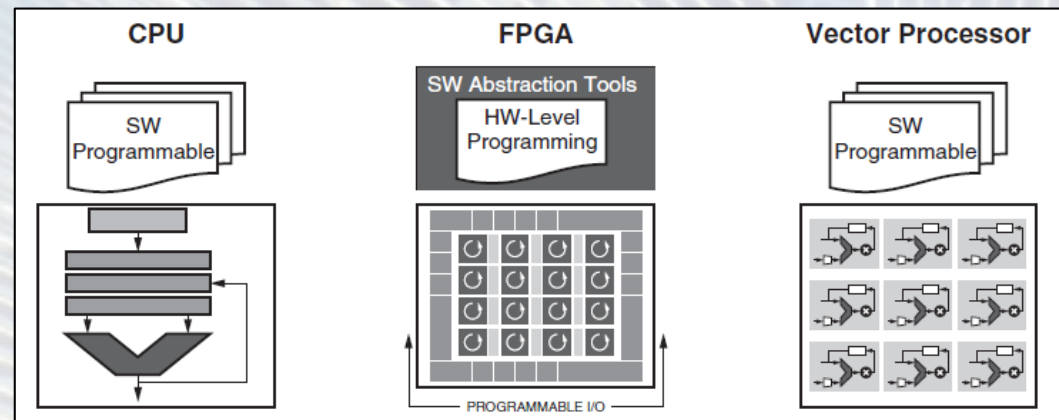 CPU
SW
Programmable
FPGA
SW Abstraction Tools
HW-Level
Programming
PROGRAMMABLE I/O
Vector Processor
SW
Programmable